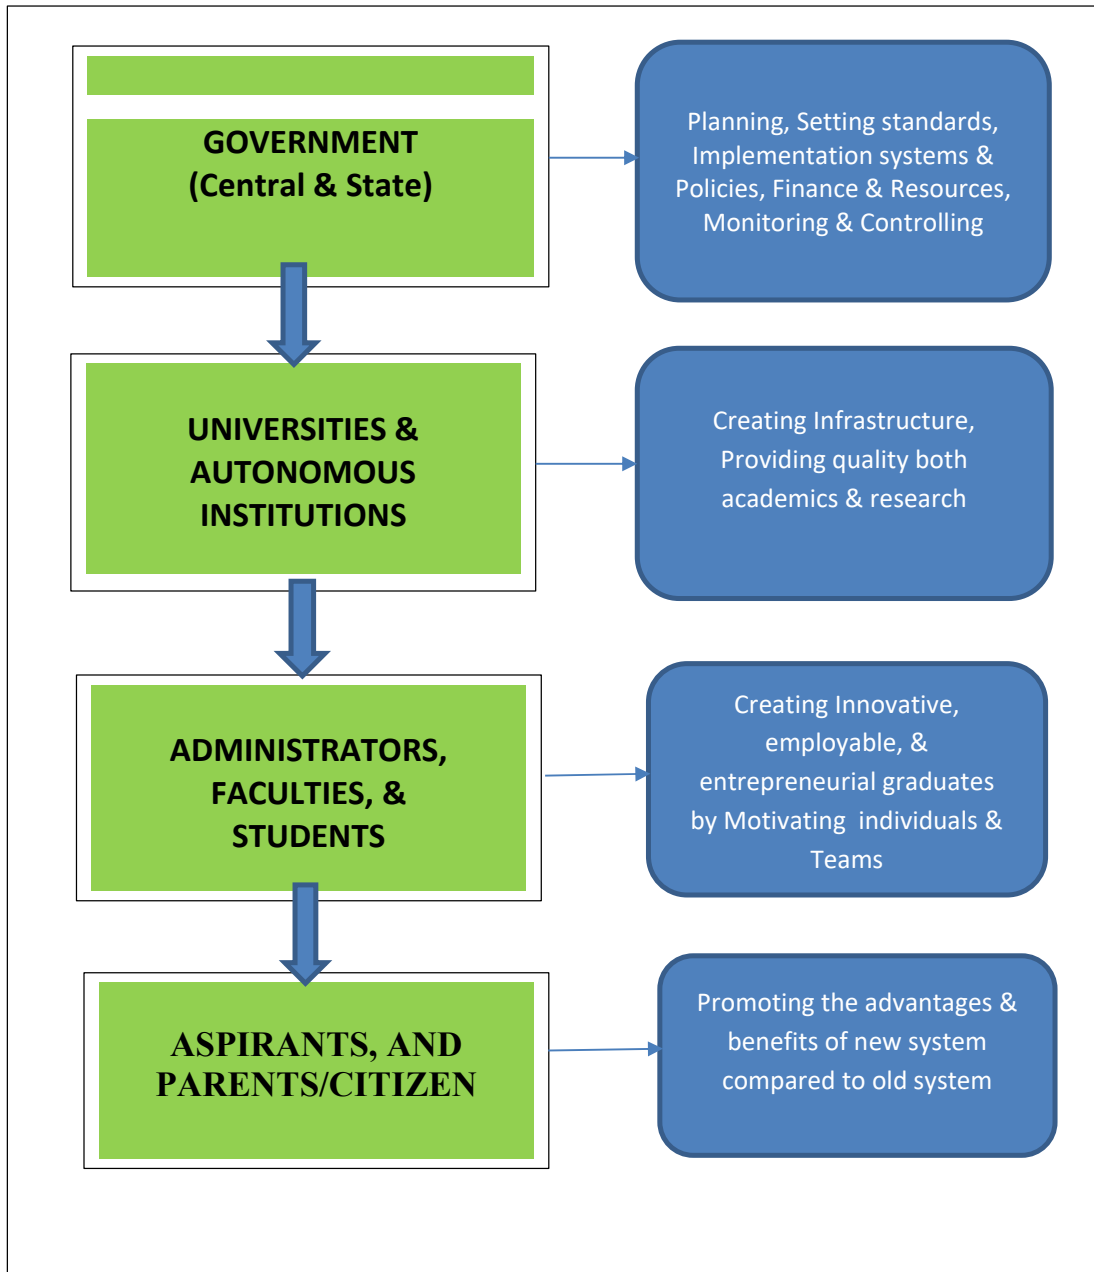 GOVERNMENT
(Central & State)
Planning, Setting standards,
Implementation systems &
Policies, Finance & Resources,
Monitoring & Controlling
UNIVERSITIES &
AUTONOMOUS
INSTITUTIONS
Creating Infrastructure,
Providing quality both
academics & research
ADMINISTRATORS,
FACULTIES, &
STUDENTS
Creating Innovative,
employable, &
entrepreneurial graduates
by Motivating  individuals &
Teams
ASPIRANTS, AND
PARENTS/CITIZEN
Promoting the advantages &
benefits of new system
compared to old system